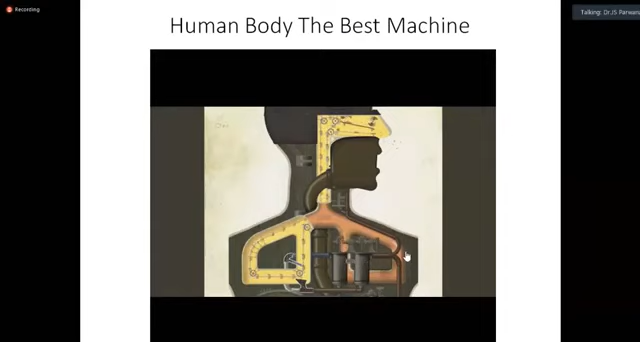 Recording
Human Body The Best Machine
Talking: Dr.JS Parwani